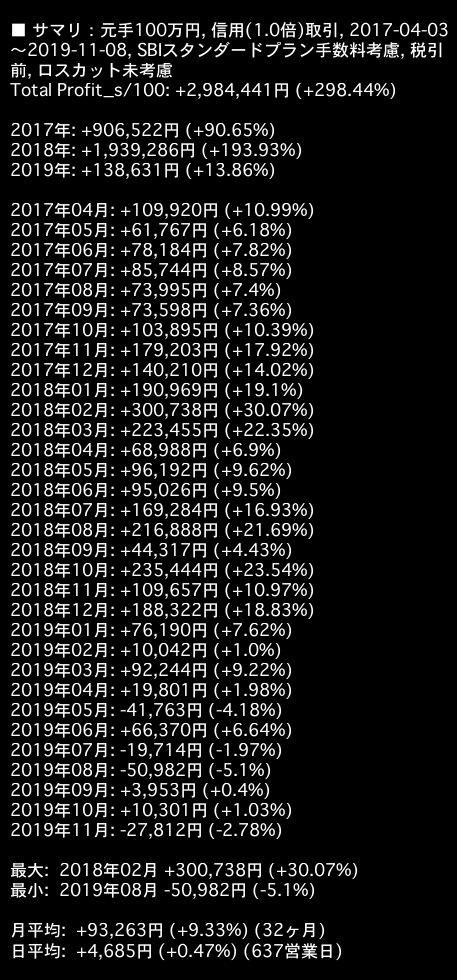 ■ サマリ : 元手100万円, 信用(1.0倍)取引, 2017-04-03
～2019-11-08, SBIスタンダードプラン手数料考慮, 税引
前, ロスカット未考慮
Total Profit_s/100: +2,984,441円 (+298.44%)
2017年: +906,522円 (+90.65%)
2018年: +1,939,286円 (+193.93%)
2019年: +138,631円 (+13.86%)
2017年04月: +109,920円 (+10.99%)
2017年05月: +61,767円 (+6.18%)
2017年06月: +78,184円 (+7.82%)
2017年07月: +85,744円 (+8.57%)
2017年08月: +73,995円 (+7.4%)
2017年09月: +73,598円 (+7.36%)
2017年10月: +103,895円 (+10.39%)
2017年11月: +179,203円 (+17.92%)
2017年12月: +140,210円 (+14.02%)
2018年01月: +190,969円 (+19.1%)
2018年02月: +300,738円 (+30.07%)
2018年03月: +223,455円 (+22.35%)
2018年04月: +68,988円 (+6.9%)
2018年05月: +96,192円 (+9.62%)
2018年06月: +95,026円 (+9.5%)
2018年07月: +169,284円 (+16.93%)
2018年08月: +216,888円 (+21.69%)
2018年09月: +44,317円 (+4.43%)
2018年10月: +235,444円 (+23.54%)
2018年11月: +109,657円 (+10.97%)
2018年12月: +188,322円 (+18.83%)
2019年01月: +76,190円 (+7.62%)
2019年02月: +10,042円 (+1.0%)
2019年03月: +92,244円 (+9.22%)
2019年04月: +19,801円 (+1.98%)
2019年05月: -41,763円 (-4.18%)
2019年06月: +66,370円 (+6.64%)
2019年07月: -19,714円 (-1.97%)
2019年08月: -50,982円 (-5.1%)
2019年09月: +3,953円 (+0.4%)
2019年10月: +10,301円 (+1.03%)
2019年11月: -27,812円 (-2.78%)
最大: 2018年02月 +300,738円 (+30.07%)
最小: 2019年08月 -50,982円 (-5.1%)
月平均: +93,263円 (+9.33%) (32ヶ月)
日平均: +4,685円 (+0.47%) (637営業日)